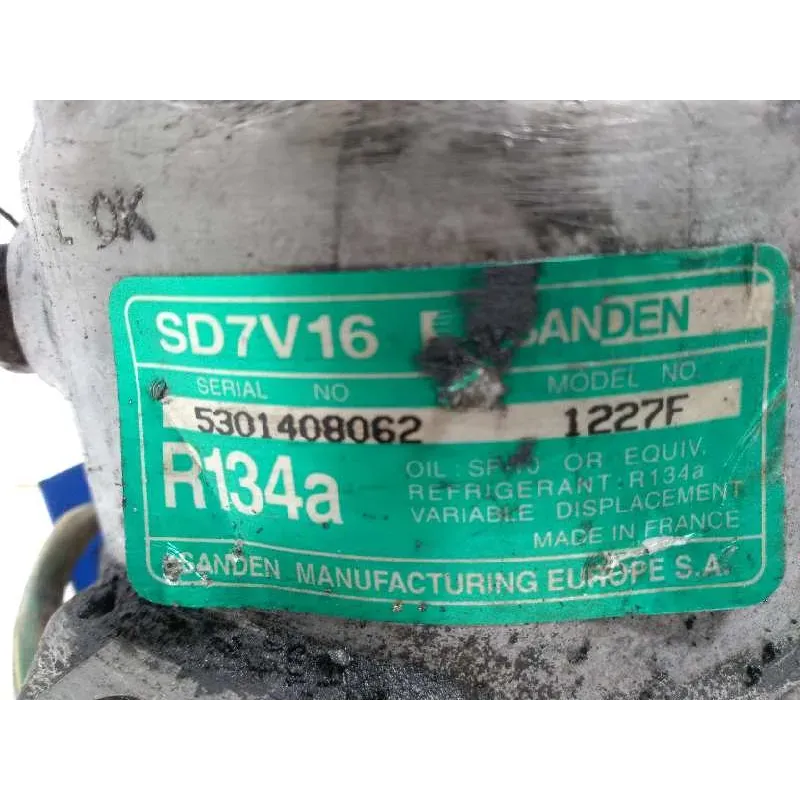 L OK
SD7V16 SANDEN
SERIAL NO MODEL NO.
5301408062 1227F
R134a
OIL : OR EQUIV.
REFRIGERANT : R134a
VARIABLE DISPLACEMENT
MADE IN FRANCE
SANDEN MANUFACTURING EUROPE S.A.